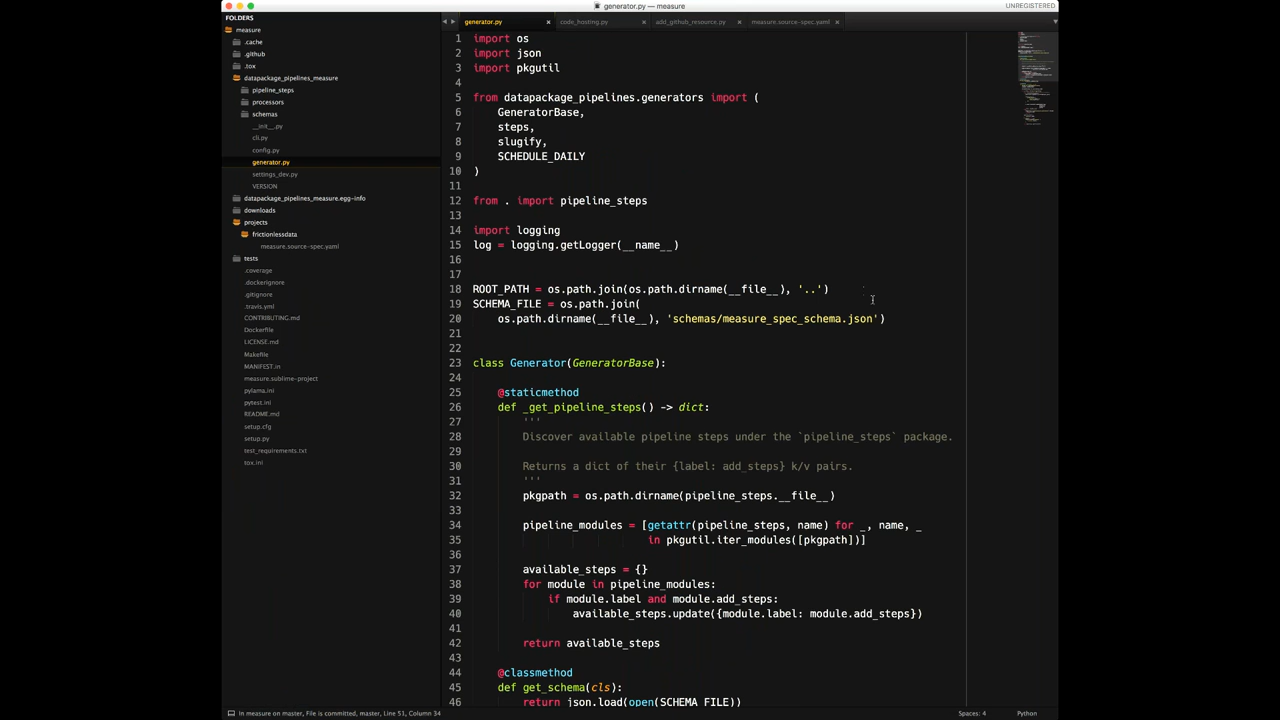 generator.py — measure
UNREGISTERED
FOLDERS
measure
.cache
.github
.tox
datapackage_pipelines_measure
pipeline_steps
processors
schemas
__init__.py
cli.py
config.py
generator.py
settings_dev.py
VERSION
datapackage_pipelines_measure.egg-info
downloads
projects
frictionlessdata
measure.source-spec.yaml
tests
.coverage
.dockerignore
.gitignore
.travis.yml
CONTRIBUTING.md
Dockerfile
LICENSE.md
Makefile
MANIFEST.in
measure.sublime-project
pylama.ini
pytest.ini
README.md
setup.cfg
setup.py
test_requirements.txt
tox.ini
generator.py × code_hosting.py × add_github_resource.py × measure.source-spec.yaml ×
1 import os
2 import json
3 import pkgutil
4
5 from datapackage_pipelines.generators import (
6     GeneratorBase,
7     steps,
8     slugify,
9     SCHEDULE_DAILY
10 )
11
12 from . import pipeline_steps
13
14 import logging
15 log = logging.getLogger(__name__)
16
17
18 ROOT_PATH = os.path.join(os.path.dirname(__file__), '..')
19 SCHEMA_FILE = os.path.join(
20     os.path.dirname(__file__), 'schemas/measure_spec_schema.json')
21
22
23 class Generator(GeneratorBase):
24
25     @staticmethod
26     def _get_pipeline_steps() -> dict:
27         '''
28         Discover available pipeline steps under the `pipeline_steps` package.
29
30         Returns a dict of their {label: add_steps} k/v pairs.
31         '''
32         pkgpath = os.path.dirname(pipeline_steps.__file__)
33
34         pipeline_modules = [getattr(pipeline_steps, name) for _, name, _
35                             in pkgutil.iter_modules([pkgpath])]
36
37         available_steps = {}
38         for module in pipeline_modules:
39             if module.label and module.add_steps:
40                 available_steps.update({module.label: module.add_steps})
41
42         return available_steps
43
44     @classmethod
45     def get_schema(cls):
46         return json.load(open(SCHEMA_FILE))
In measure on master, File is committed, master, Line 51, Column 34
Spaces: 4
Python